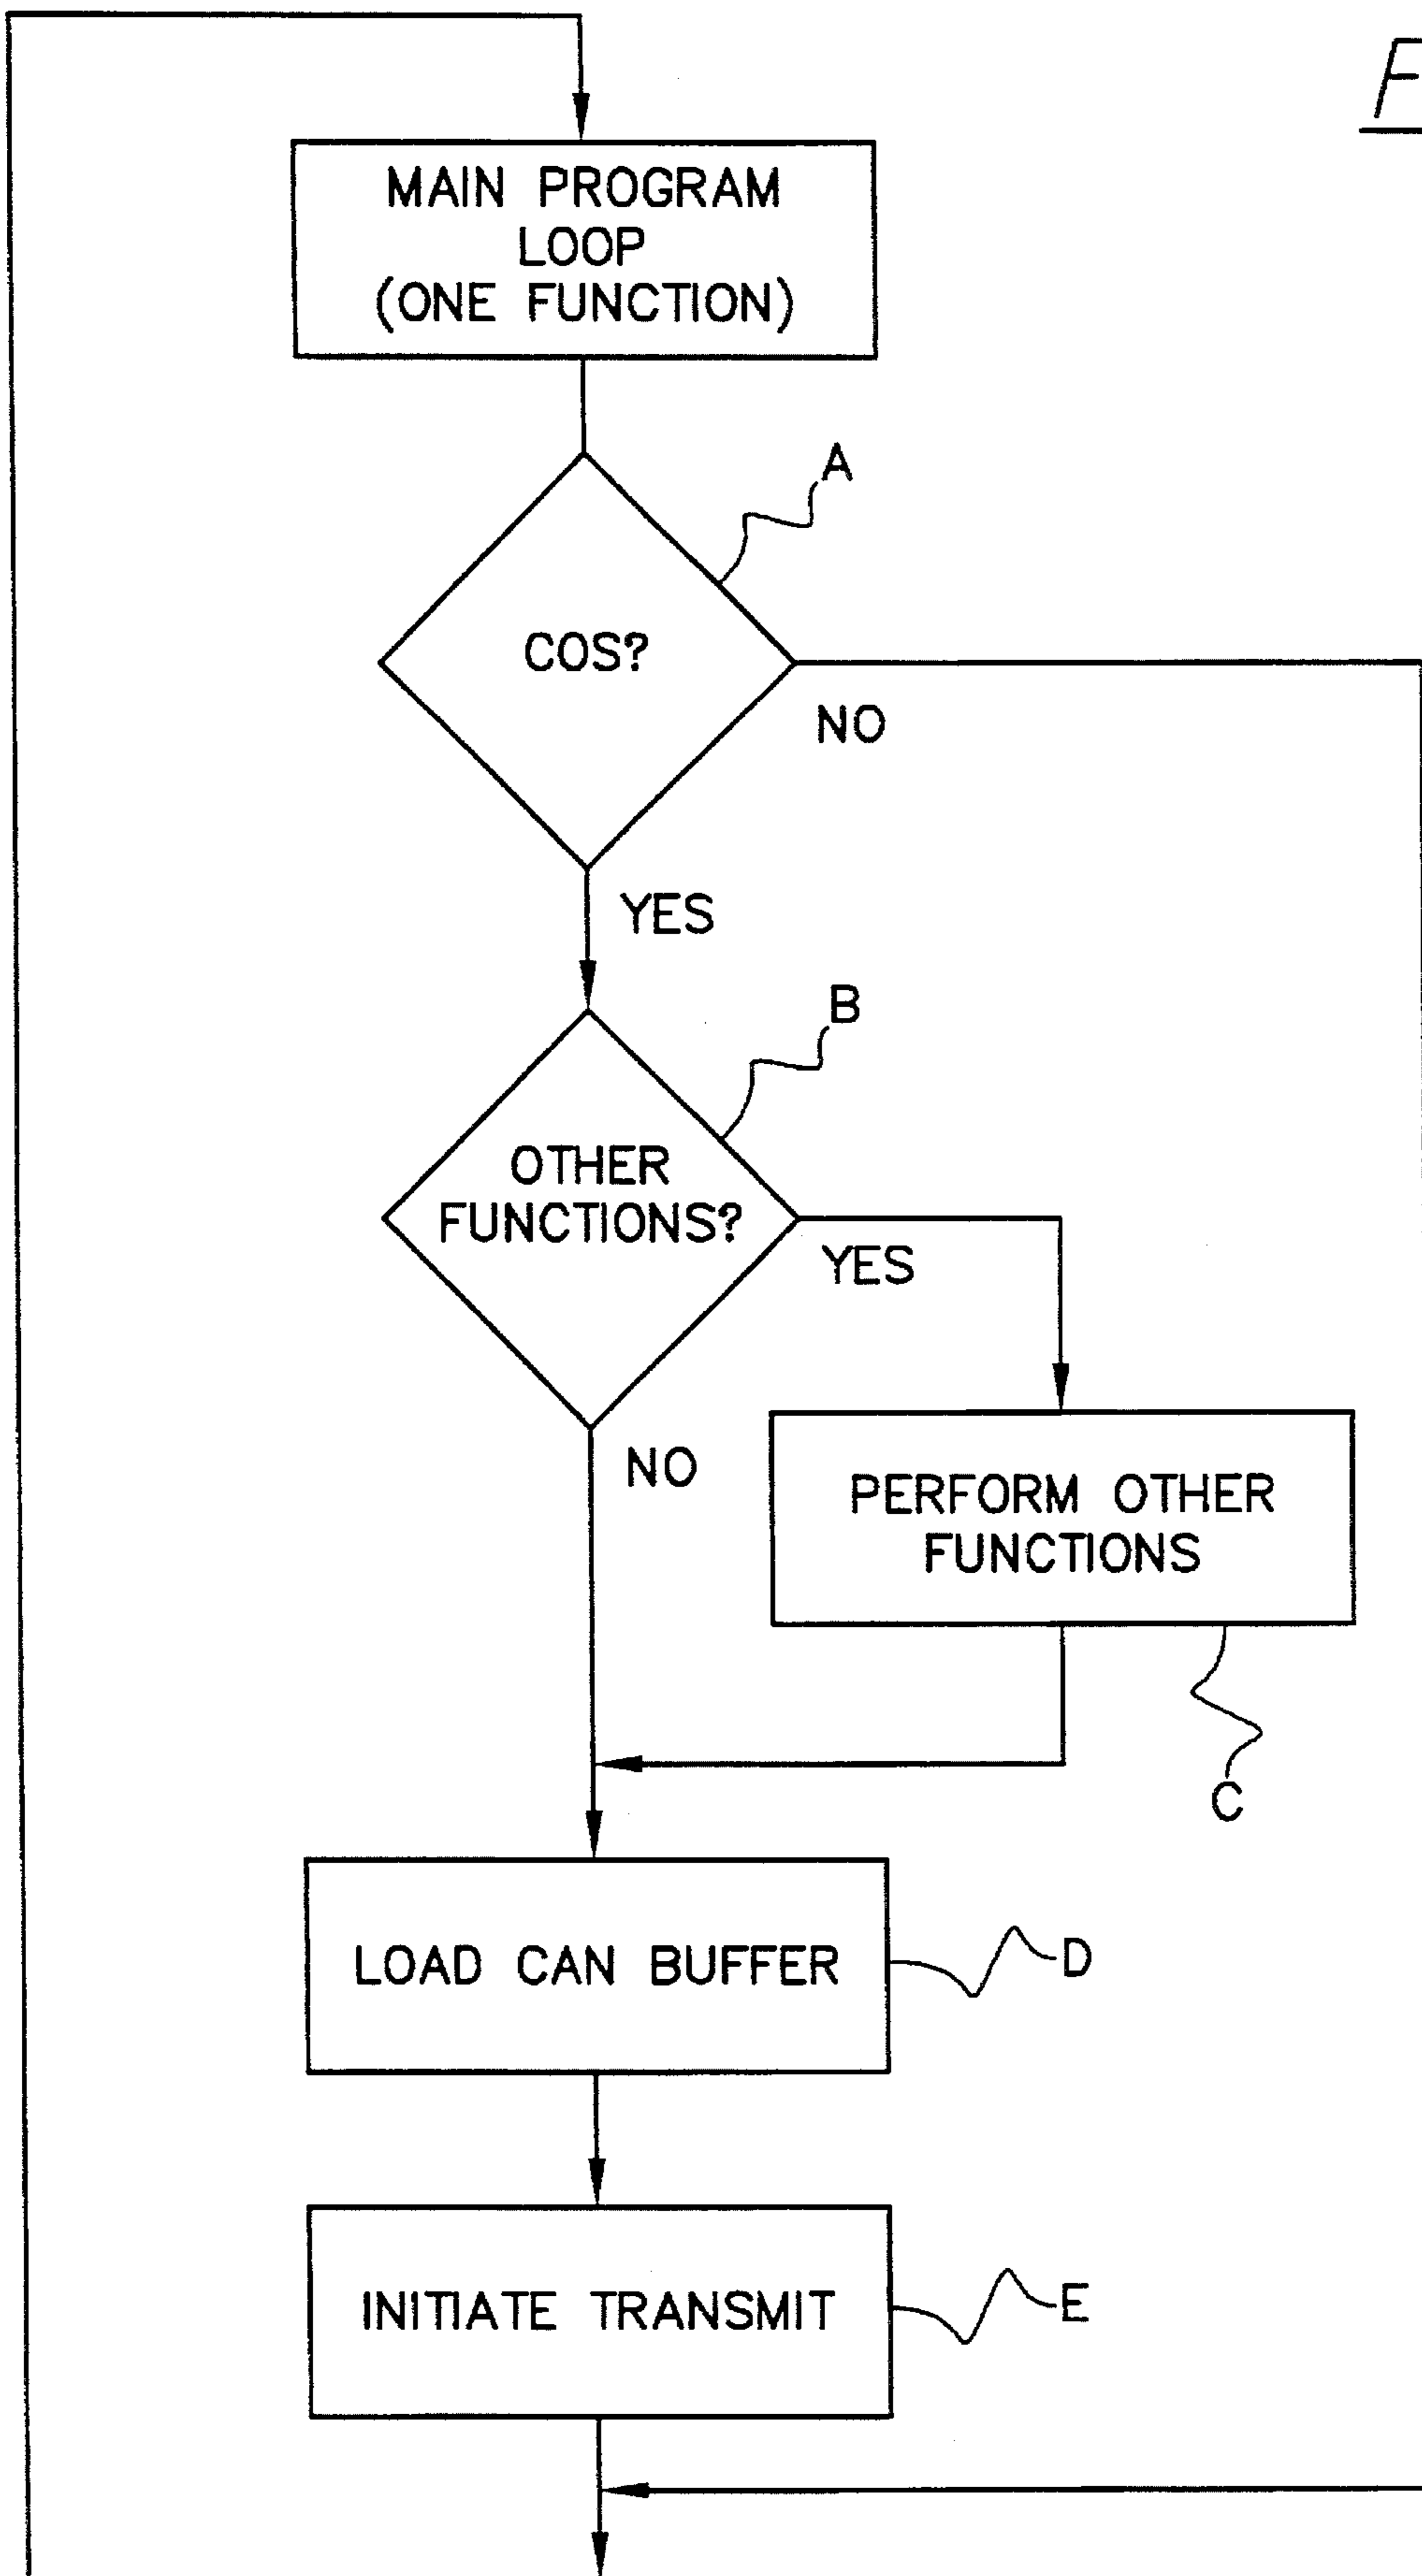 F
MAIN PROGRAM
LOOP
(ONE FUNCTION)
A
COS?
NO
YES
B
OTHER
FUNCTIONS?
YES
NO
PERFORM OTHER
FUNCTIONS
C
LOAD CAN BUFFER
D
INITIATE TRANSMIT
E